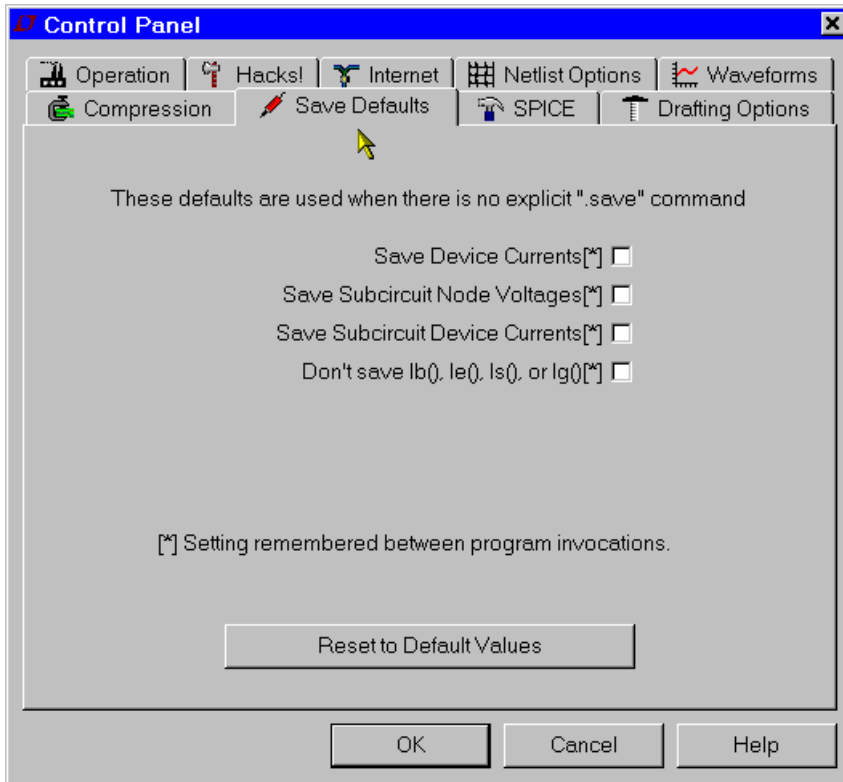 Control Panel
Operation
Hacks!
Internet
Netlist Options
Waveforms
Compression
Save Defaults
SPICE
Drafting Options
These defaults are used when there is no explicit ".save" command
Save Device Currents[*]
Save Subcircuit Node Voltages[*]
Save Subcircuit Device Currents[*]
Don't save Ib(), Ie(), Is(), or Ig()[*]
[*] Setting remembered between program invocations.
Reset to Default Values
OK
Cancel
Help